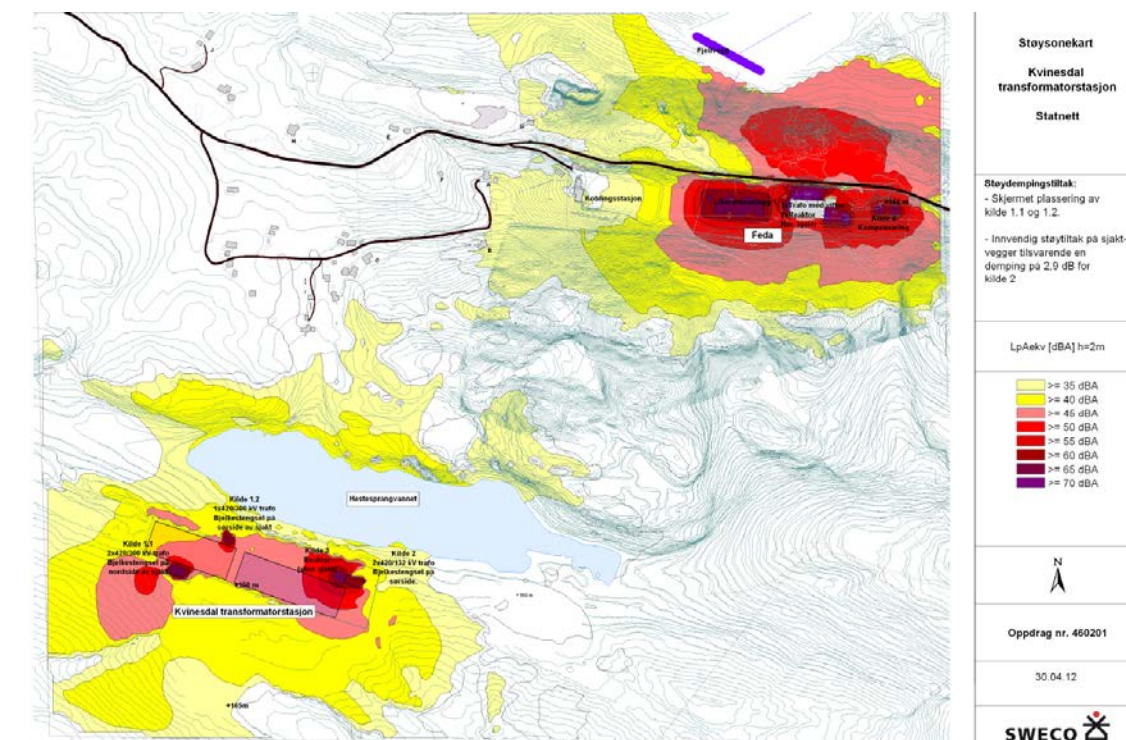 Støysonekart
Kvinesdal
transformatorstasjon
Statnett
Støydempingstiltak:
- Skjermet plassering av
kilde 1.1 og 1.2.
- Innvendig støytiltak på sjakt-
vegger tilsvarende en
demping på 2,9 dB for
kilde 2
LpAekv [dBA] h=2m
>= 35 dBA
>= 40 dBA
>= 45 dBA
>= 50 dBA
>= 55 dBA
>= 60 dBA
>= 65 dBA
>= 70 dBA
N
Oppdrag nr. 460201
30.04.12
SWECO
Koblingsstasjon
Feda
Kompensering
Hestesprangvannet
Kilde 1.2
1x420/300 kV trafo
Bjelkestengsel på
sørside av sjakt
Kilde 1.1
2x420/300 kV trafo
Bjelkestengsel på
nordside av sjakt
Kilde 3
Reaktor
Kilde 2
2x420/132 kV trafo
Bjelkestengsel på
sørside.
Kvinesdal transformatorstasjon